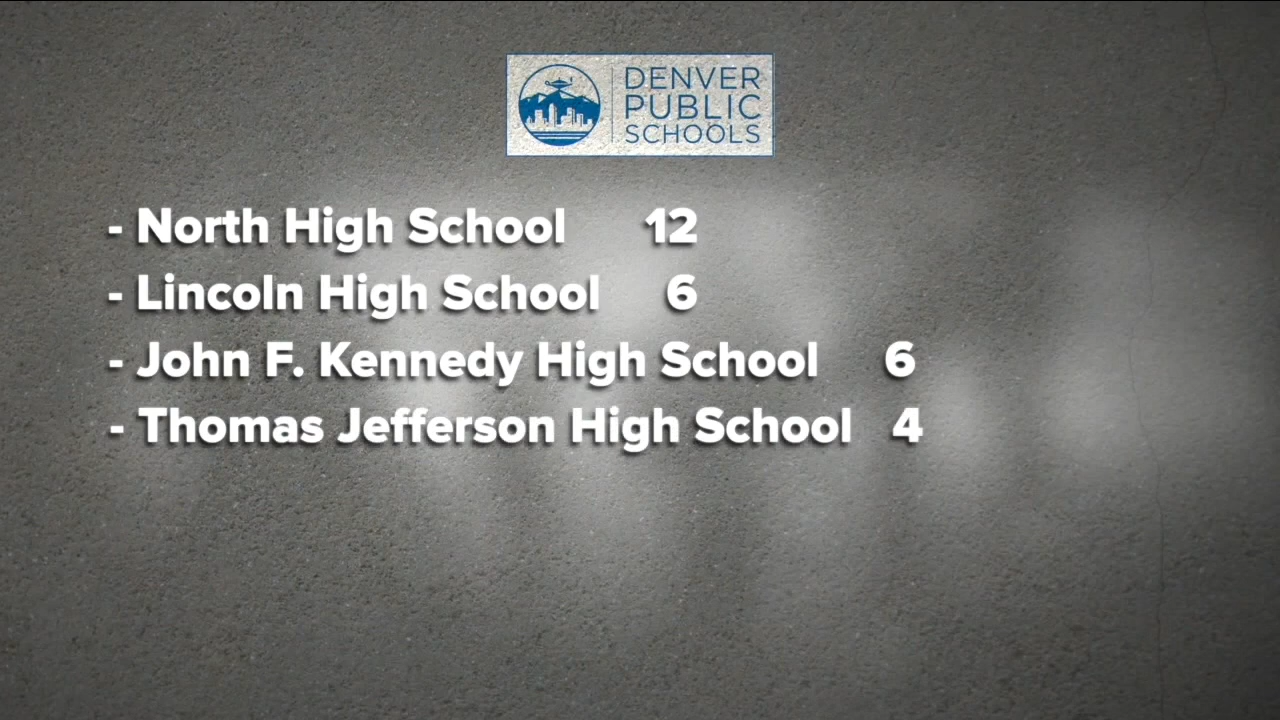 DENVER
PUBLIC
SCHOOLS
- North High School 12
- Lincoln High School 6
- John F. Kennedy High School 6
- Thomas Jefferson High School 4